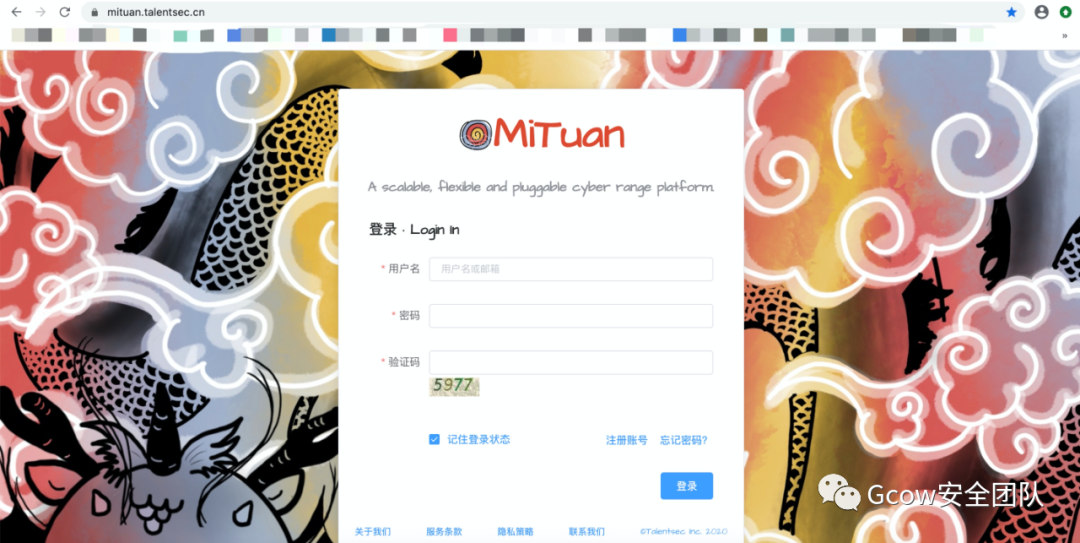 mituan.talentsec.cn
»
MiTuan
A scalable, flexible and pluggable cyber range platform.
登录 · Login In
* 用户名 用户名或邮箱
* 密码
* 验证码
5977
记住登录状态 注册账号 忘记密码?
登录
Gcow安全团队
关于我们 服务条款 隐私策略 联系我们 ©Talentsec Inc. 2020